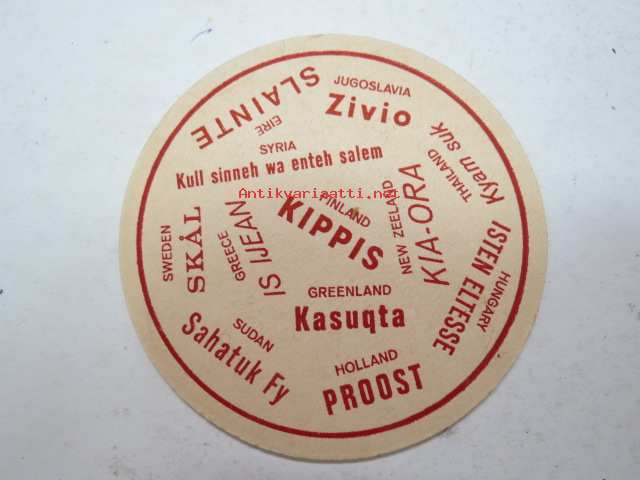 JUGOSLAVIA
Zivio
EIRE
SLAINTE
SYRIA
Kull sinneh wa enteh salem
THAILAND
Kyam suk
Antikvariaatti.net
FINLAND
KIPPIS
NEW ZEELAND
KIA-ORA
SWEDEN
SKÅL
GREECE
IS IJEAN
HUNGARY
ISTEN ELTESSE
GREENLAND
Kasuqta
SUDAN
Sahatuk Fy
HOLLAND
PROOST